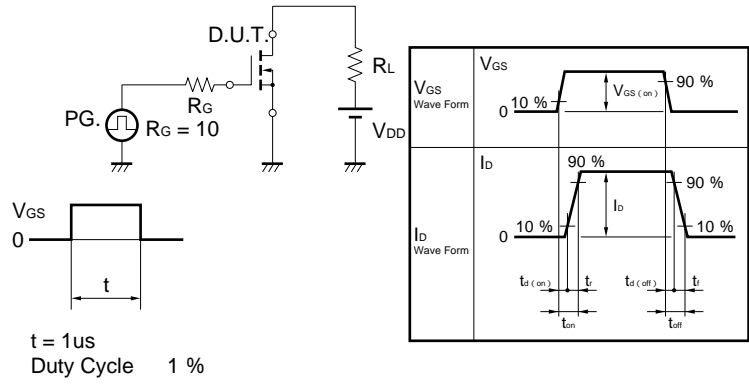 D.U.T.
RL
RG
PG.
RG = 10
VDD
VGS
0
t
t = 1us
Duty Cycle 1 %
VGS
Wave Form
VGS
90 %
VGS (on)
10 %
0
ID
Wave Form
ID
90 %
90 %
ID
10 %
10 %
0
td (on) tr td (off) tf
ton toff